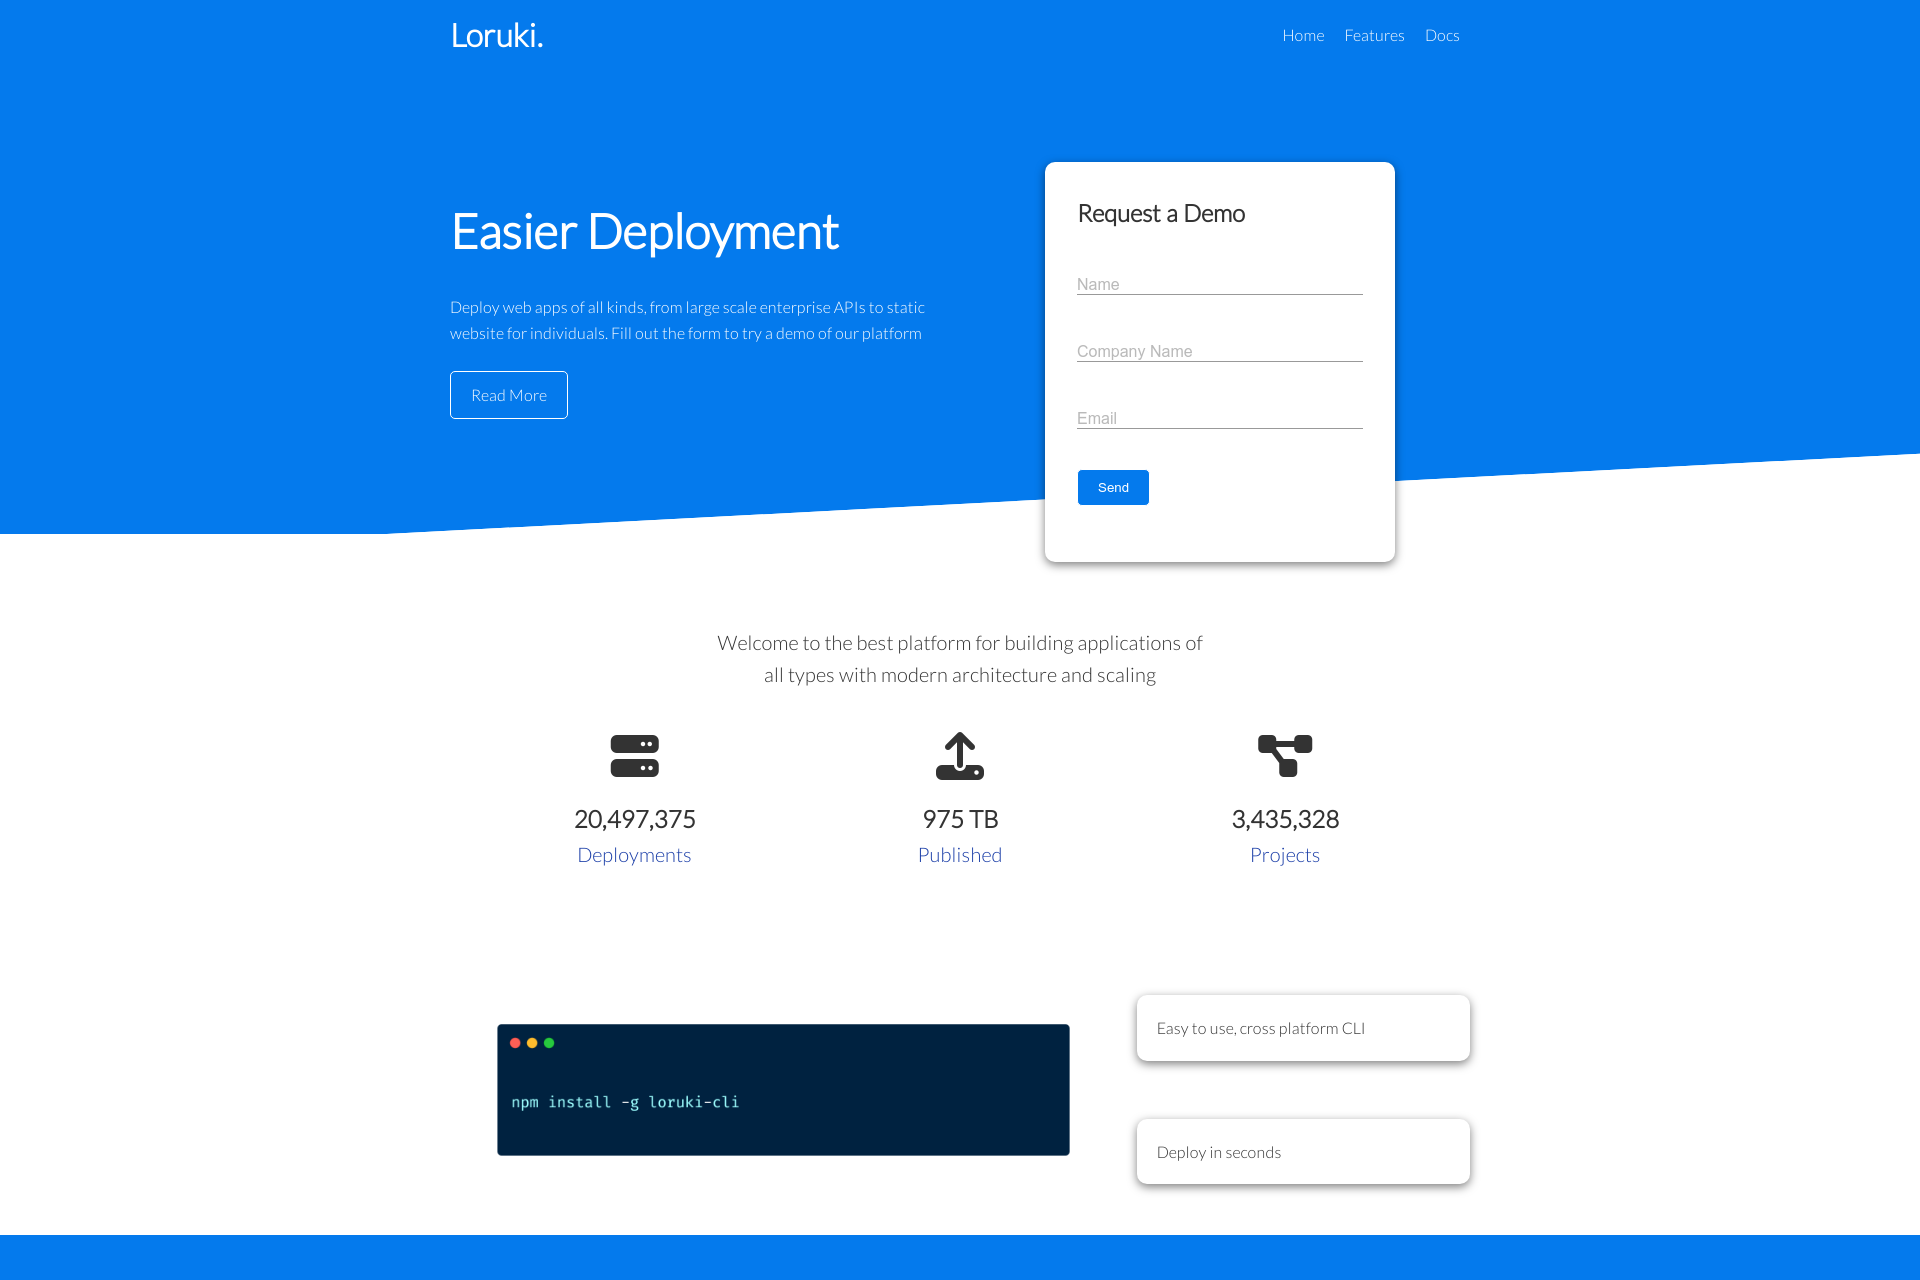 Loruki.
Home Features Docs
Easier Deployment
Deploy web apps of all kinds, from large scale enterprise APIs to static
website for individuals. Fill out the form to try a demo of our platform
Read More
Request a Demo
Name
Company Name
Email
Send
Welcome to the best platform for building applications of
all types with modern architecture and scaling
20,497,375
Deployments
975 TB
Published
3,435,328
Projects
npm install -g loruki-cli
Easy to use, cross platform CLI
Deploy in seconds